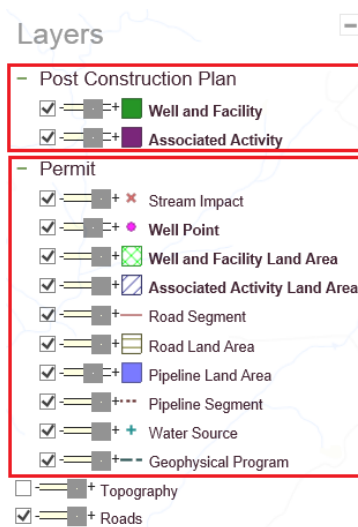 Layers
Post Construction Plan
Well and Facility
Associated Activity
Permit
Stream Impact
Well Point
Well and Facility Land Area
Associated Activity Land Area
Road Segment
Road Land Area
Pipeline Land Area
Pipeline Segment
Water Source
Geophysical Program
Topography
Roads